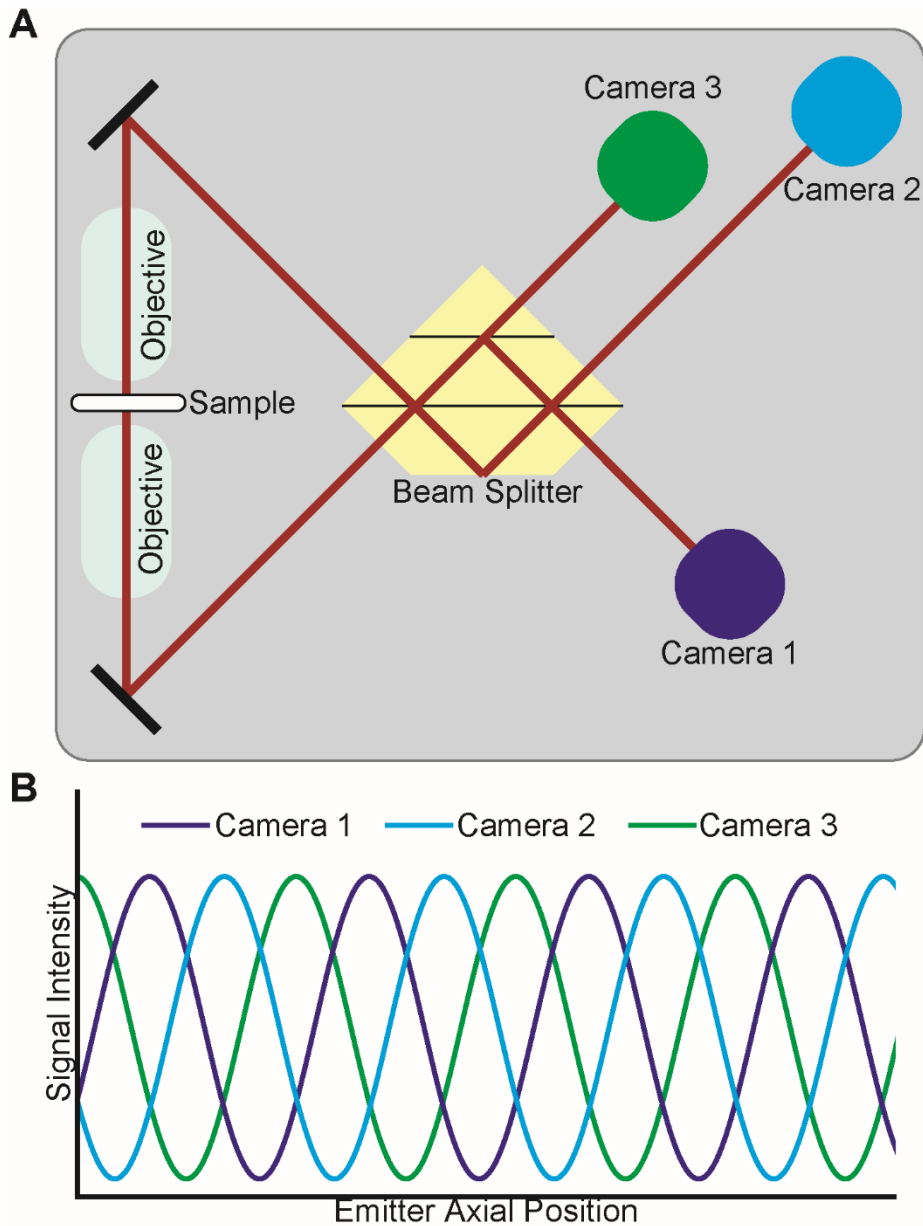 A
Camera 3
Camera 2
Objective
Sample
Objective
Beam Splitter
Camera 1
B
Camera 1
Camera 2
Camera 3
Signal Intensity
Emitter Axial Position